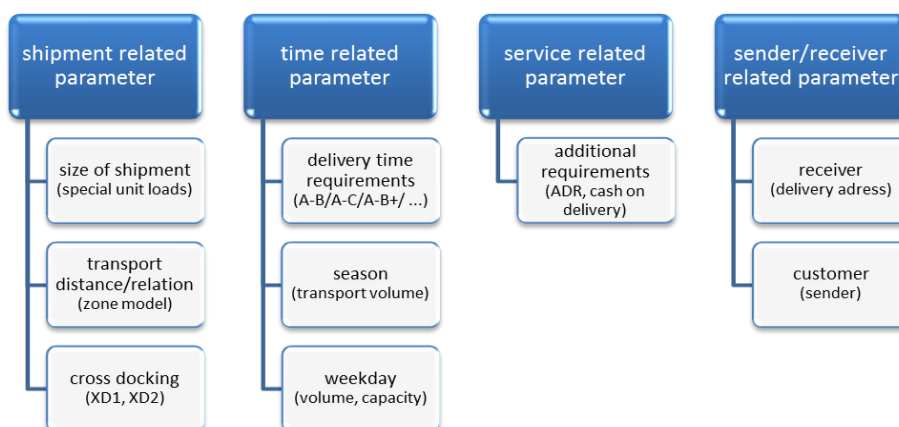 shipment related
parameter
size of shipment
(special unit loads)
transport
distance/relation
(zone model)
cross docking
(XD1, XD2)
time related
parameter
delivery time
requirements
(A-B/A-C/A-B+/ ...)
season
(transport volume)
weekday
(volume, capacity)
service related
parameter
additional
requirements
(ADR, cash on
delivery)
sender/receiver
related parameter
receiver
(delivery adress)
customer
(sender)